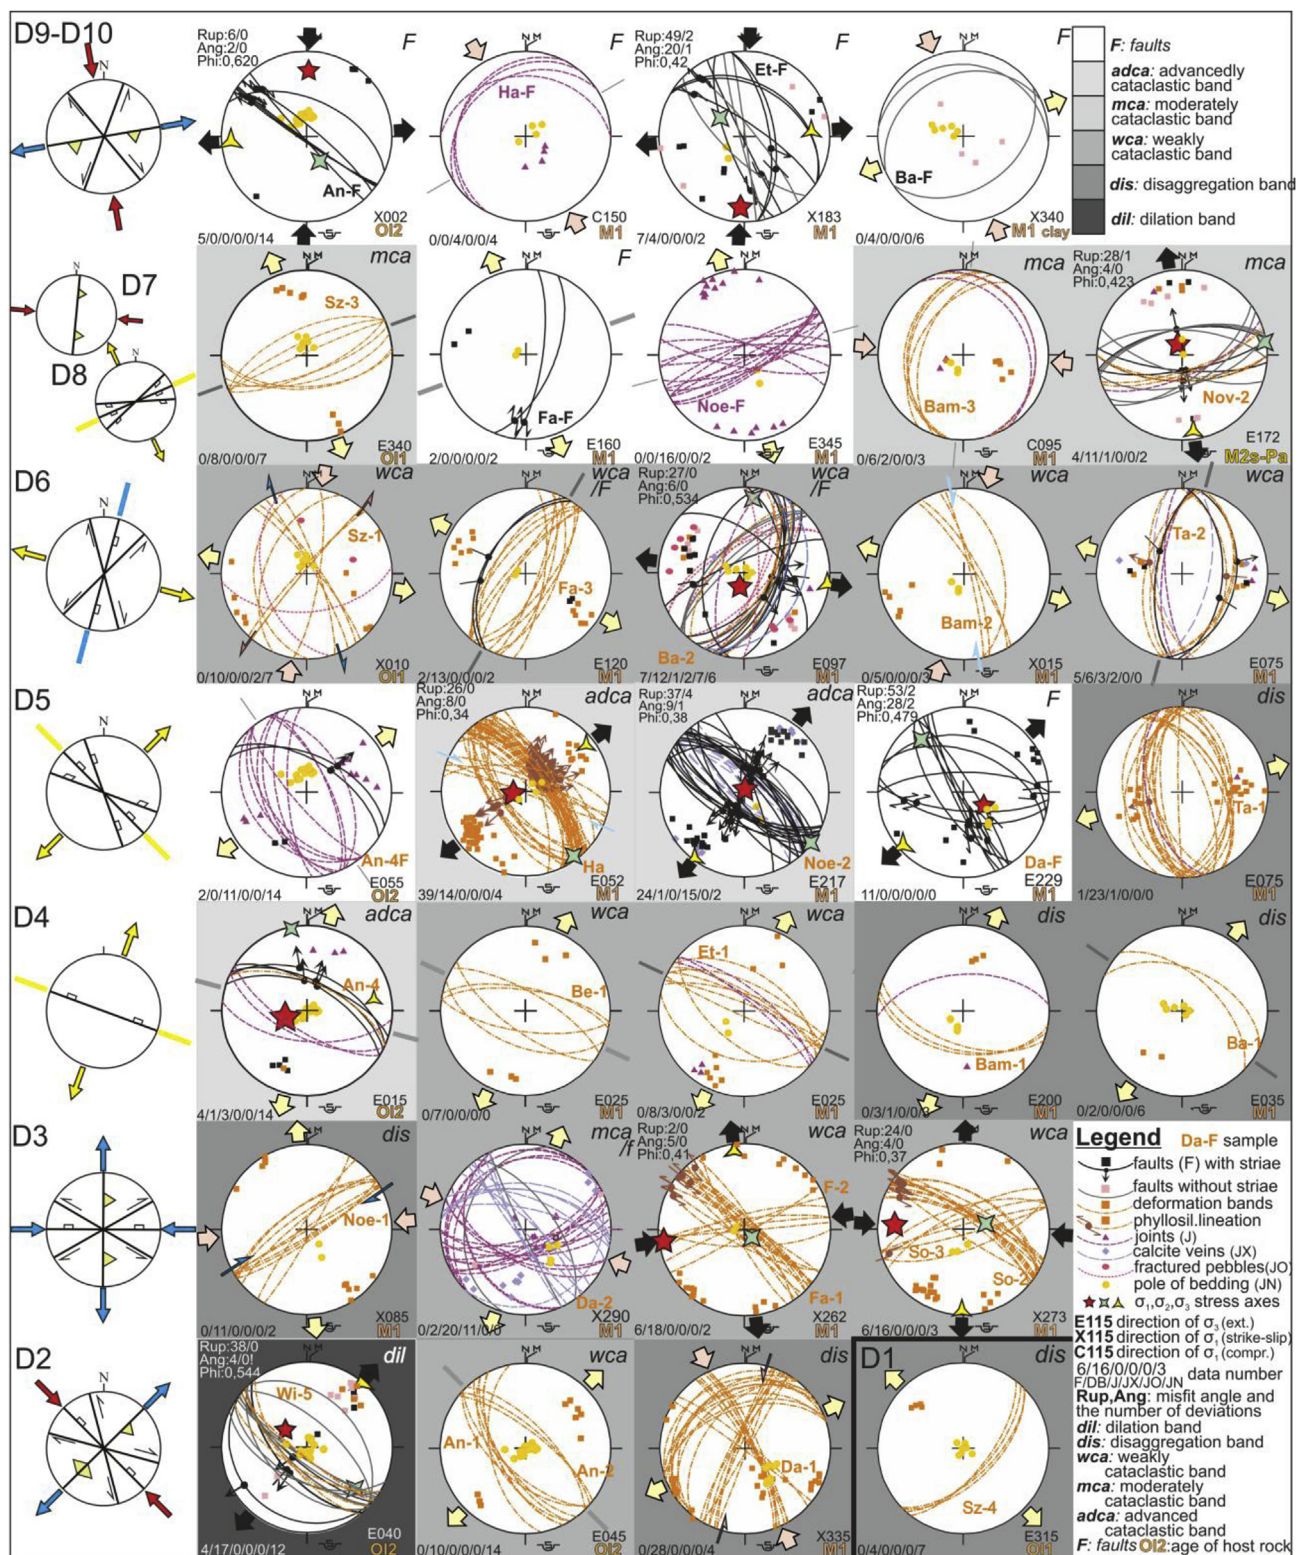 D9-D10
N
Rup:6/0
Ang:2/0
Phi:0,620
N M
F
An-F
X002
Ol2
5/0/0/0/0/14
N M
F
Ha-F
C150
M1
0/0/4/0/0/4
Rup:49/2
Ang:20/1
Phi:0,42
N M
F
Et-F
X183
M1
7/4/0/0/0/2
N M
F
Ba-F
X340
M1 clay
0/4/0/0/0/6
F: faults
adca: advancedly
cataclastic band
mca: moderately
cataclastic band
wca: weakly
cataclastic band
dis: disaggregation band
dil: dilation band
D7
N
D8
N
N M
mca
Sz-3
E340
Ol1
0/8/0/0/0/7
N M
F
Fa-F
E160
M1
2/0/0/0/0/2
N M
Noe-F
E345
M1
0/0/16/0/0/2
N M
mca
Bam-3
C095
M1
0/6/2/0/0/3
Rup:28/1
Ang:4/0
Phi:0,423
N M
mca
Nov-2
E172
M2s-Pa
4/11/1/0/0/2
D6
N
N M
wca
Sz-1
X010
Ol1
0/10/0/0/2/7
N M
wca
/F
Fa-3
E120
M1
2/13/0/0/0/2
Rup:27/0
Ang:6/0
Phi:0,534
N M
wca
/F
Ba-2
E097
M1
7/12/1/2/7/6
N M
wca
Bam-2
X015
M1
0/5/0/0/0/3
N M
wca
Ta-2
E075
M1
5/6/3/2/0/0
D5
N
N M
An-4F
E055
Ol2
2/0/11/0/0/14
Rup:26/0
Ang:8/0
Phi:0,34
N M
adca
Ha
E052
M1
39/14/0/0/0/4
Rup:37/4
Ang:9/1
Phi:0,38
N M
adca
Noe-2
E217
M1
24/1/0/15/0/2
Rup:53/2
Ang:28/2
Phi:0,479
N M
F
Da-F
E229
M1
11/0/0/0/0/0
N M
dis
Ta-1
E075
M1
1/23/1/0/0/0
D4
N
N M
adca
An-4
E015
Ol2
4/1/3/0/0/14
N M
wca
Be-1
E025
M1
0/7/0/0/0/0
N M
wca
Et-1
E025
M1
0/8/3/0/0/2
N M
dis
Bam-1
E200
M1
N M
dis
Ba-1
E035
M1
0/2/0/0/0/6
D3
N
N M
dis
Noe-1
X085
M1
0/11/0/0/0/2
N M
mca
/f
Da-2
X290
M1
0/2/20/11/0/0
Rup:2/0
Ang:5/0
Phi:0,41
N M
wca
F-2
Fa-1
X262
M1
6/18/0/0/0/2
Rup:24/0
Ang:4/0
Phi:0,37
N M
wca
So-3
So-2
X273
M1
6/16/0/0/0/3
Legend Da-F sample
faults (F) with striae
faults without striae
deformation bands
phyllosil.lineation
joints (J)
calcite veins (JX)
fractured pebbles(JO)
pole of bedding (JN)
σ1,σ2,σ3 stress axes
E115 direction of σ3 (ext.)
X115 direction of σ1 (strike-slip)
C115 direction of σ1 (compr.)
6/16/0/0/0/3
F/DB/J/JX/JO/JN data number
Rup,Ang: misfit angle and
the number of deviations
dil: dilation band
dis: disaggregation band
wca: weakly
cataclastic band
mca: moderately
cataclastic band
adca: advanced
cataclastic band
F: faults Ol2:age of host rock
D2
N
Rup:38/0
Ang:4/0!
Phi:0,544
N M
dil
Wi-5
E040
Ol2
4/17/0/0/0/12
N M
wca
An-1
An-2
E045
Ol2
0/10/0/0/0/14
N M
dis
Da-1
X335
M1
0/28/0/0/0/4
D1
N M
dis
Sz-4
E315
Ol1
0/4/0/0/0/7